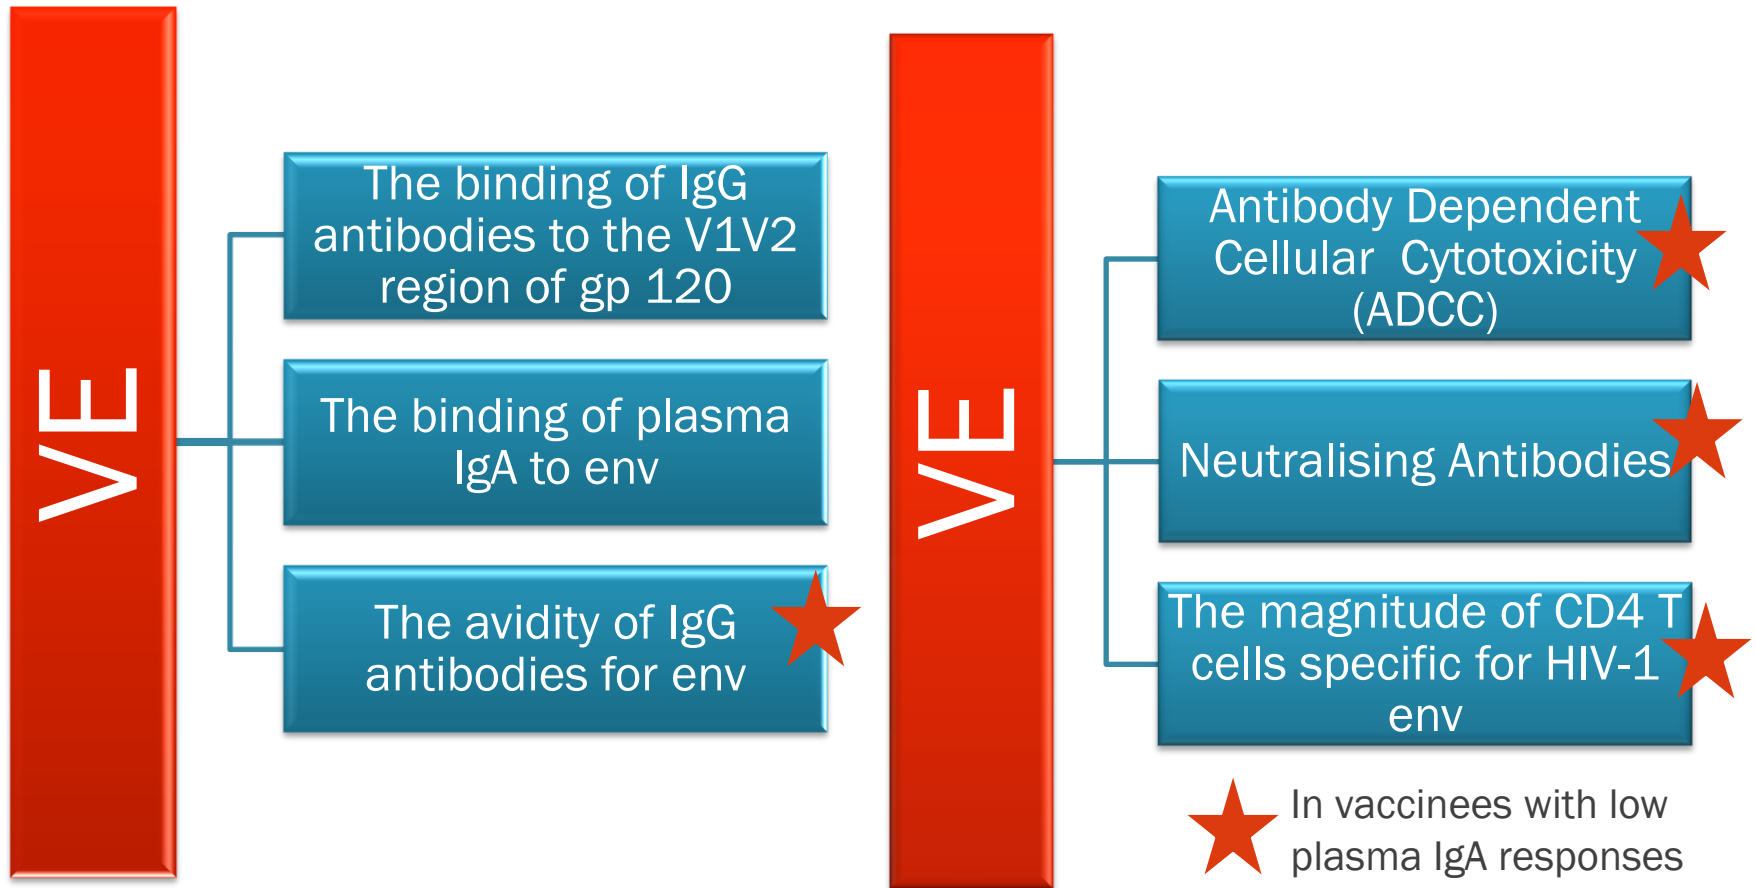 VE
The binding of IgG
antibodies to the V1V2
region of gp 120
The binding of plasma
IgA to env
The avidity of IgG
antibodies for env
VE
Antibody Dependent
Cellular Cytotoxicity
(ADCC)
Neutralising Antibodies
The magnitude of CD4 T
cells specific for HIV-1
env
In vaccinees with low
plasma IgA responses